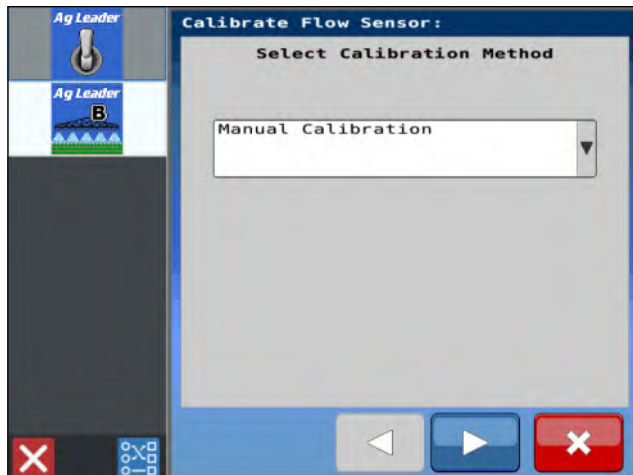 Ag Leader
Calibrate Flow Sensor:
Select Calibration Method
Ag Leader
B
Manual Calibration